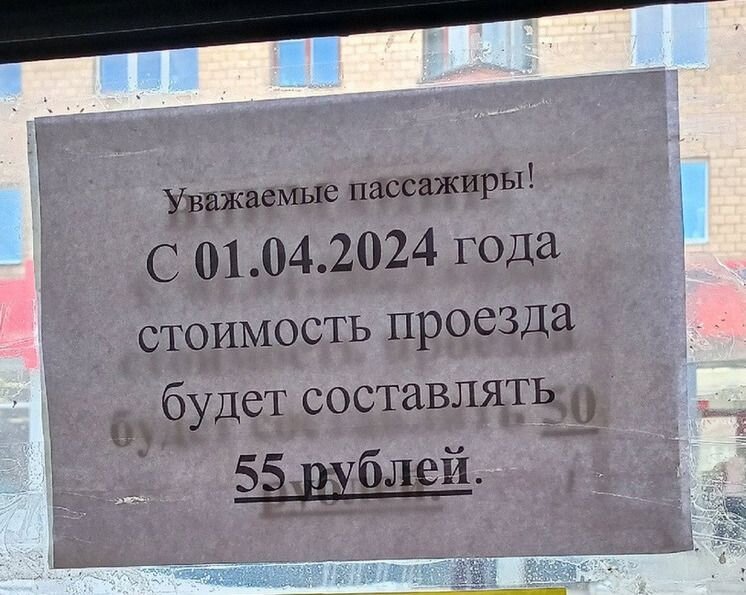 Уважаемые пассажиры!
С 01.04.2024 года
стоимость проезда
будет составлять
55 рублей.